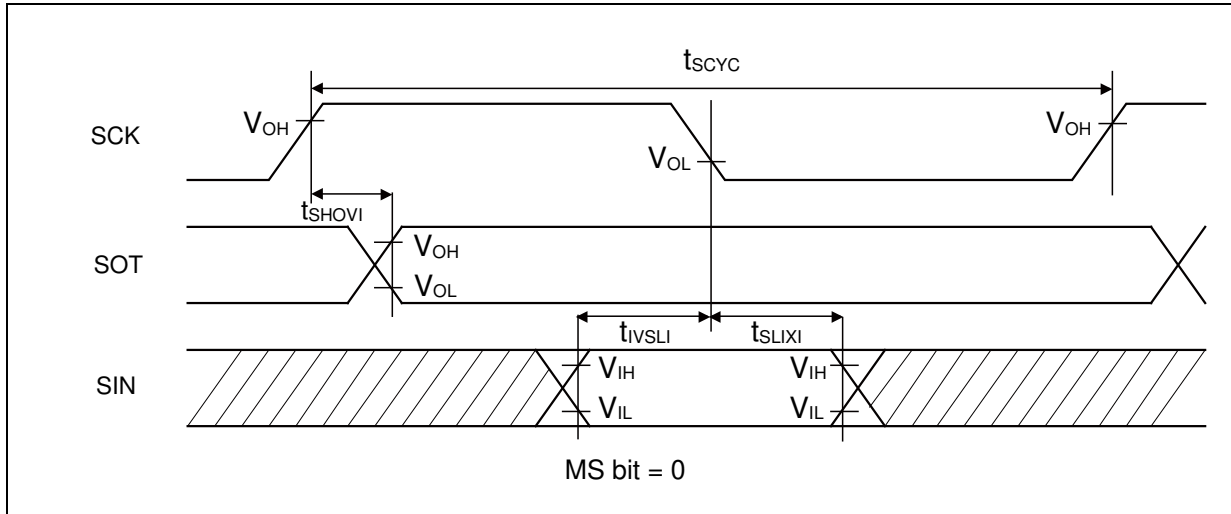 tSCYC
SCK
VOH
VOL
VOH
tSHOVI
SOT
VOH
VOL
tIVSLI
tSLIXI
SIN
VIH
VIL
VIH
VIL
MS bit = 0